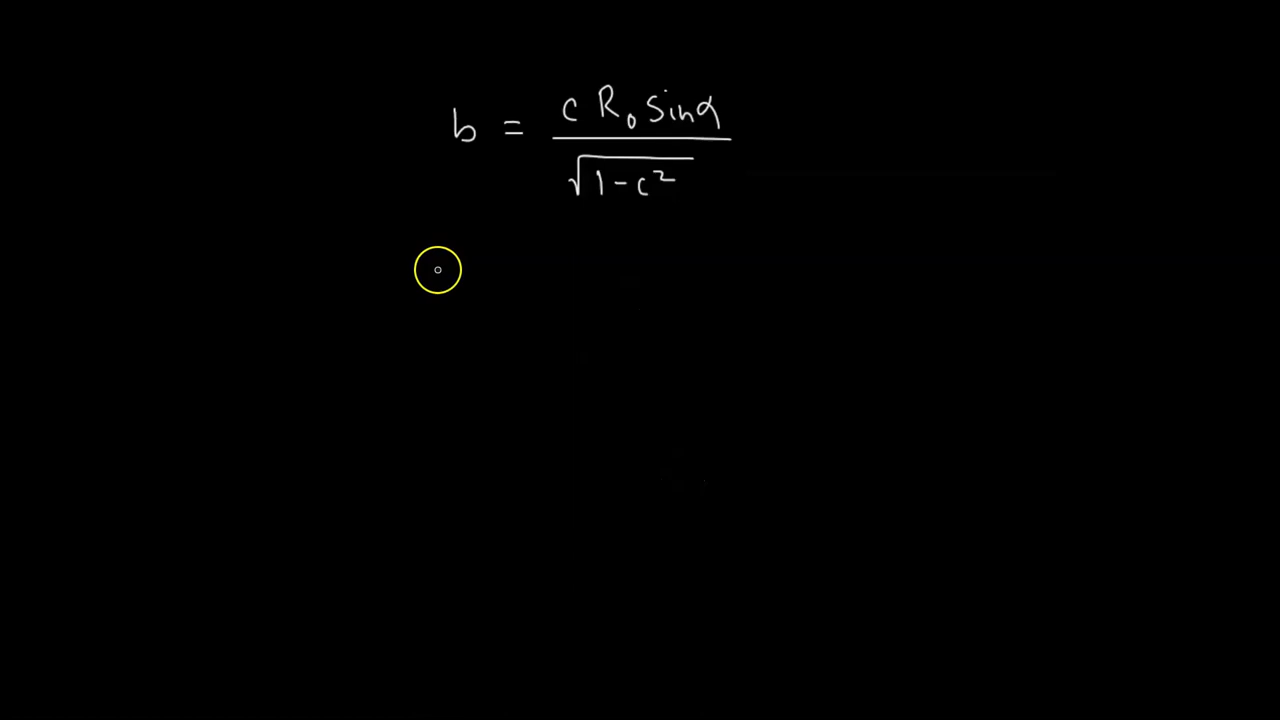 b = c R₀ sinα / √(1-c²)